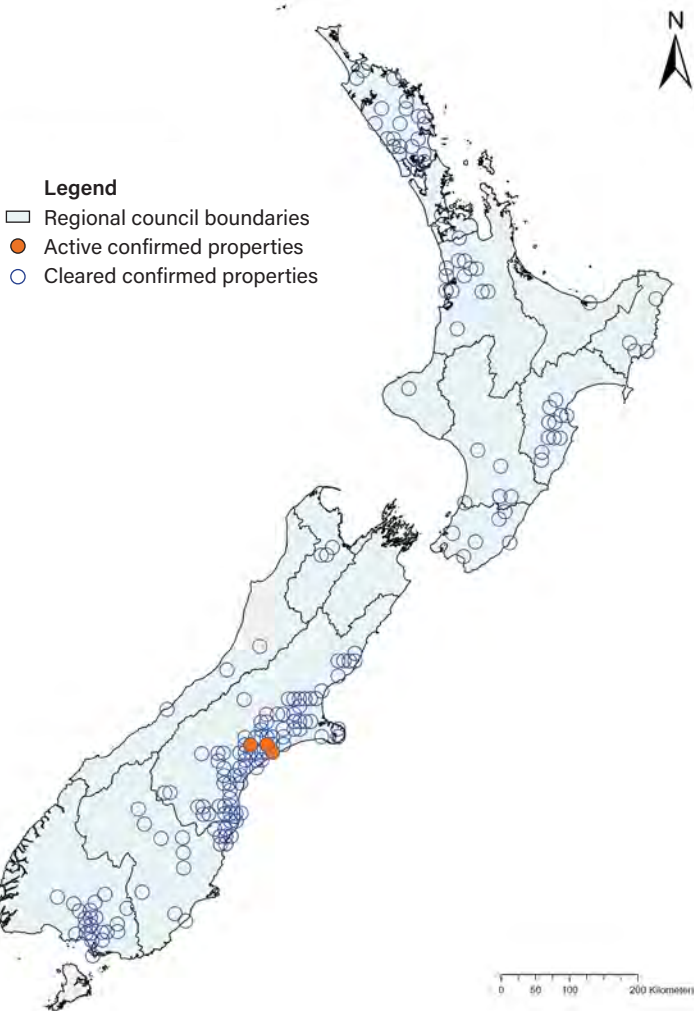 N
Legend
Regional council boundaries
Active confirmed properties
Cleared confirmed properties
0 50 100 200 Kilometers